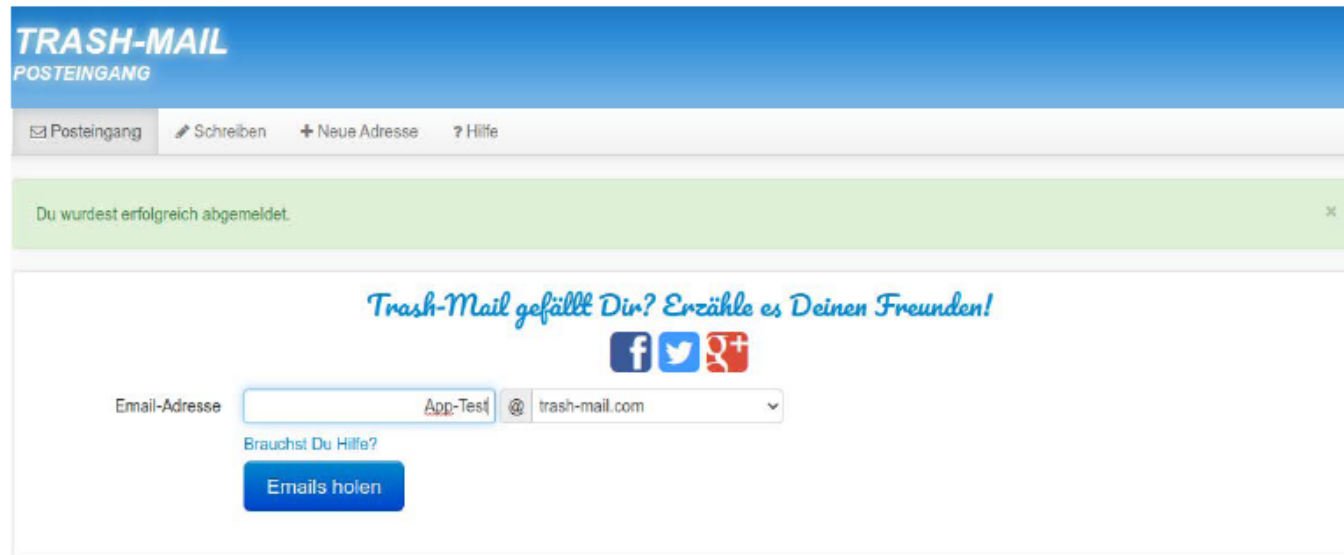 TRASH-MAIL
POSTEINGANG
Posteingang Schreiben + Neue Adresse ? Hilfe
Du wurdest erfolgreich abgemeldet. ×
Trash-Mail gefällt Dir? Erzähle es Deinen Freunden!
f g+
Email-Adresse App-Test @ trash-mail.com
Brauchst Du Hilfe?
Emails holen